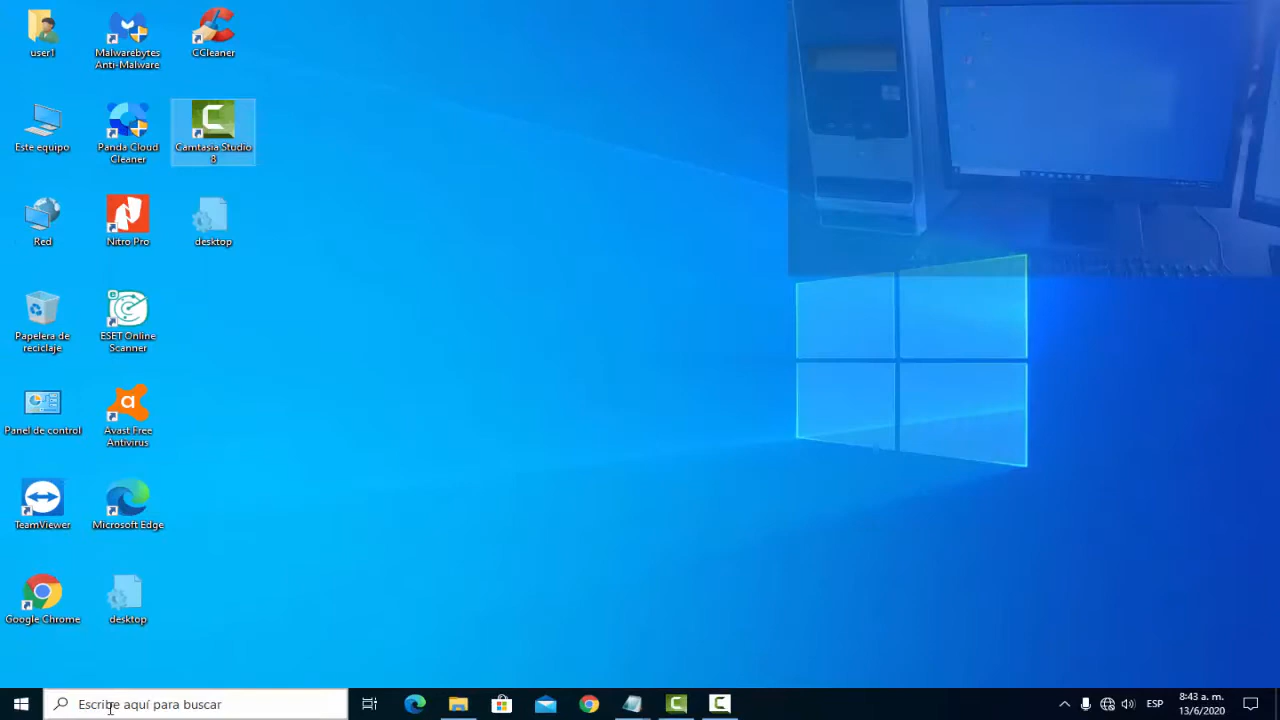 user1
Malwarebytes
Anti-Malware
CCleaner
Este equipo
Panda Cloud
Cleaner
Camtasia Studio
8
Red
Nitro Pro
desktop
Papelera de
reciclaje
ESET Online
Scanner
Panel de control
Avast Free
Antivirus
TeamViewer
Microsoft Edge
Google Chrome
desktop
Escribe aquí para buscar
ESP
8:43 a. m.
13/6/2020